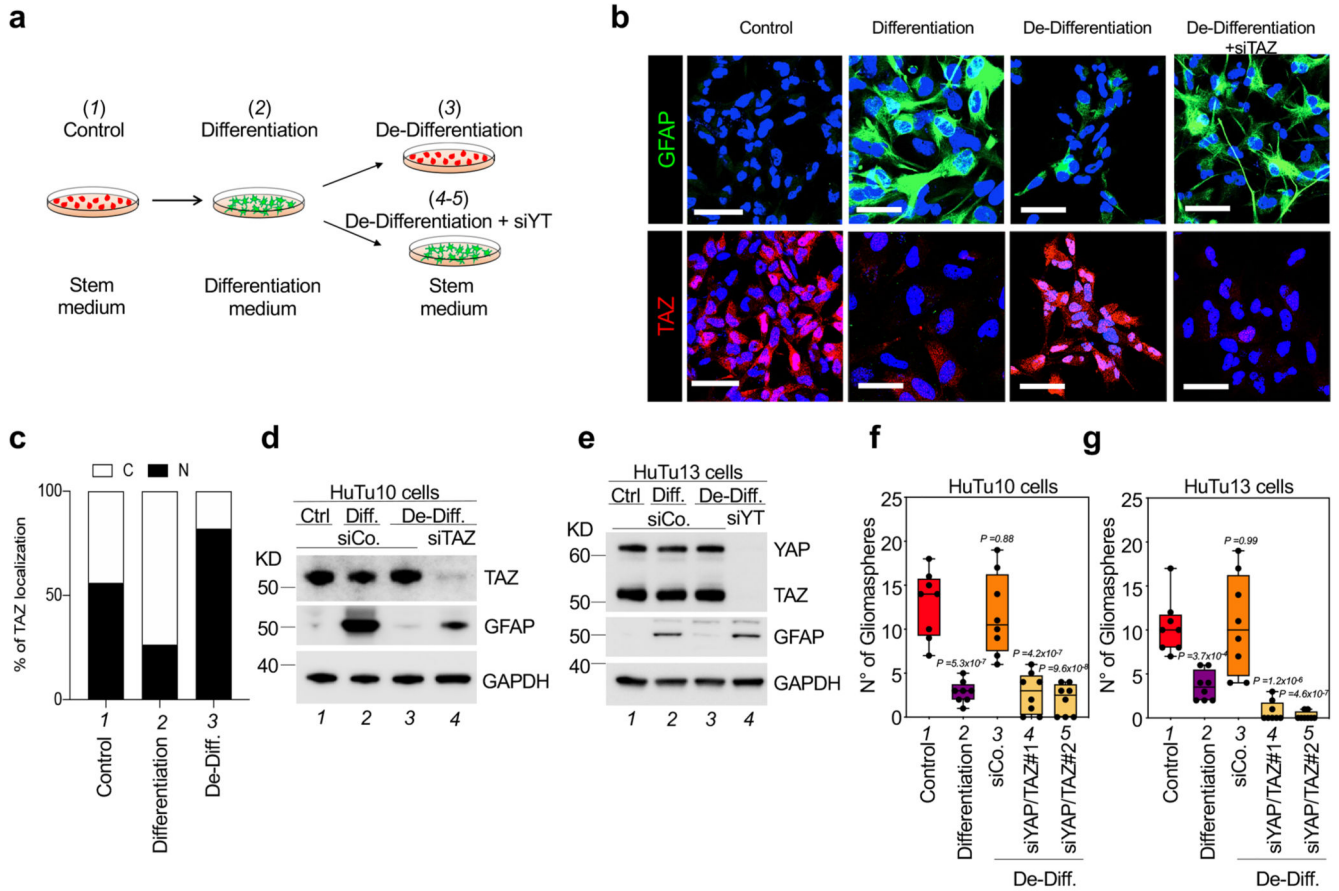 a
(1)
Control
(2)
Differentiation
(3)
De-Differentiation
(4-5)
De-Differentiation + siYT
Stem
medium
Differentiation
medium
Stem
medium
b
Control
Differentiation
De-Differentiation
De-Differentiation
+siTAZ
GFAP
TAZ
c
C
N
% of TAZ localization
100
50
0
1
2
3
Control
Differentiation
De-Diff.
d
HuTu10 cells
Ctrl
Diff.
De-Diff.
siCo.
siTAZ
KD
50
TAZ
50
GFAP
40
GAPDH
1
2
3
4
e
HuTu13 cells
Ctrl
Diff.
De-Diff.
siCo.
siYT
KD
60
YAP
50
TAZ
50
GFAP
40
GAPDH
1
2
3
4
f
HuTu10 cells
N° of Gliomaspheres
25
20
15
10
5
0
P =5.3x10-7
P =0.88
P =4.2x10-7
P =9.6x10-8
1
2
3
4
5
Control
Differentiation
siCo.
siYAP/TAZ#1
siYAP/TAZ#2
De-Diff.
g
HuTu13 cells
N° of Gliomaspheres
25
20
15
10
5
0
P =3.7x10-4
P =0.99
P =1.2x10-6
P =4.6x10-7
1
2
3
4
5
Control
Differentiation
siCo.
siYAP/TAZ#1
siYAP/TAZ#2
De-Diff.